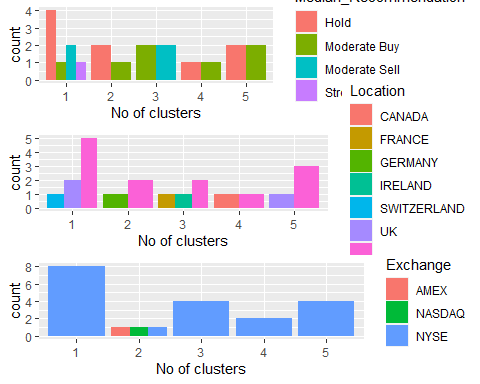 Median_Recommendation
4
3
2
1
0
count
1 2 3 4 5
No of clusters
Hold
Moderate Buy
Moderate Sell
Location
5
4
3
2
1
0
count
1 2 3 4 5
No of clusters
CANADA
FRANCE
GERMANY
IRELAND
SWITZERLAND
UK
8
6
4
2
0
count
1 2 3 4 5
No of clusters
Exchange
AMEX
NASDAQ
NYSE